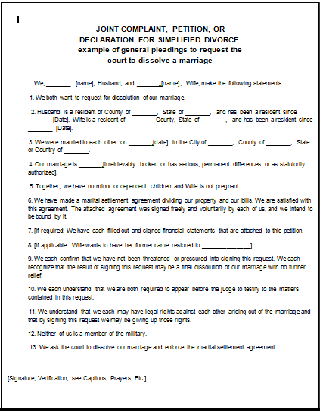 JOINT COMPLAINT, PETITION, OR
DECLARATION FOR SIMPLIFIED DIVORCE
example of general pleadings to request the
court to dissolve a marriage
We, ________ [name], Husband, and ________ [name], Wife, make the following statements:
1. We both want to request for dissolution of our marriage.
2. Husband is a resident of County of ________, State of ________, and has been a resident since
________ [Date]. Wife is a resident of ________ County, State of ________, and has been a resident since
________ [Date].
3. We were married to each other on ________ [date] in the City of ________, County of ________, State
or Country of ________.
4. Our marriage is ________ [irretrievably broken or has serious, permanent differences or as statutorily
authorized].
5. Together, we have no minor or dependent children and Wife is not pregnant.
6. We have made a marital settlement agreement dividing our property and our bills. We are satisfied with
this agreement. The attached agreement was signed freely and voluntarily by each of us, and we intend to
be bound by it.
7. [If required: We have each filled out and signed financial statements that are attached to this petition.
8. [If applicable: Wife wants to have her former name restored to ________________]
9. We each confirm that we have not been threatened or pressured into signing this request. We each
recognize that the result of signing this request may be a final dissolution of our marriage with no further
relief.
10. We each understand that we are both required to appear before the judge to testify to the matters
contained in this request.
11. We understand that we each may have legal rights against each other arising out of the marriage and
that by signing this request we may be giving up those rights.
12. Neither of us is a member of the military.
13. We ask the court to dissolve our marriage and enforce the marital settlement agreement.
[Signature, Verification, see Captions, Prayers, Etc.]